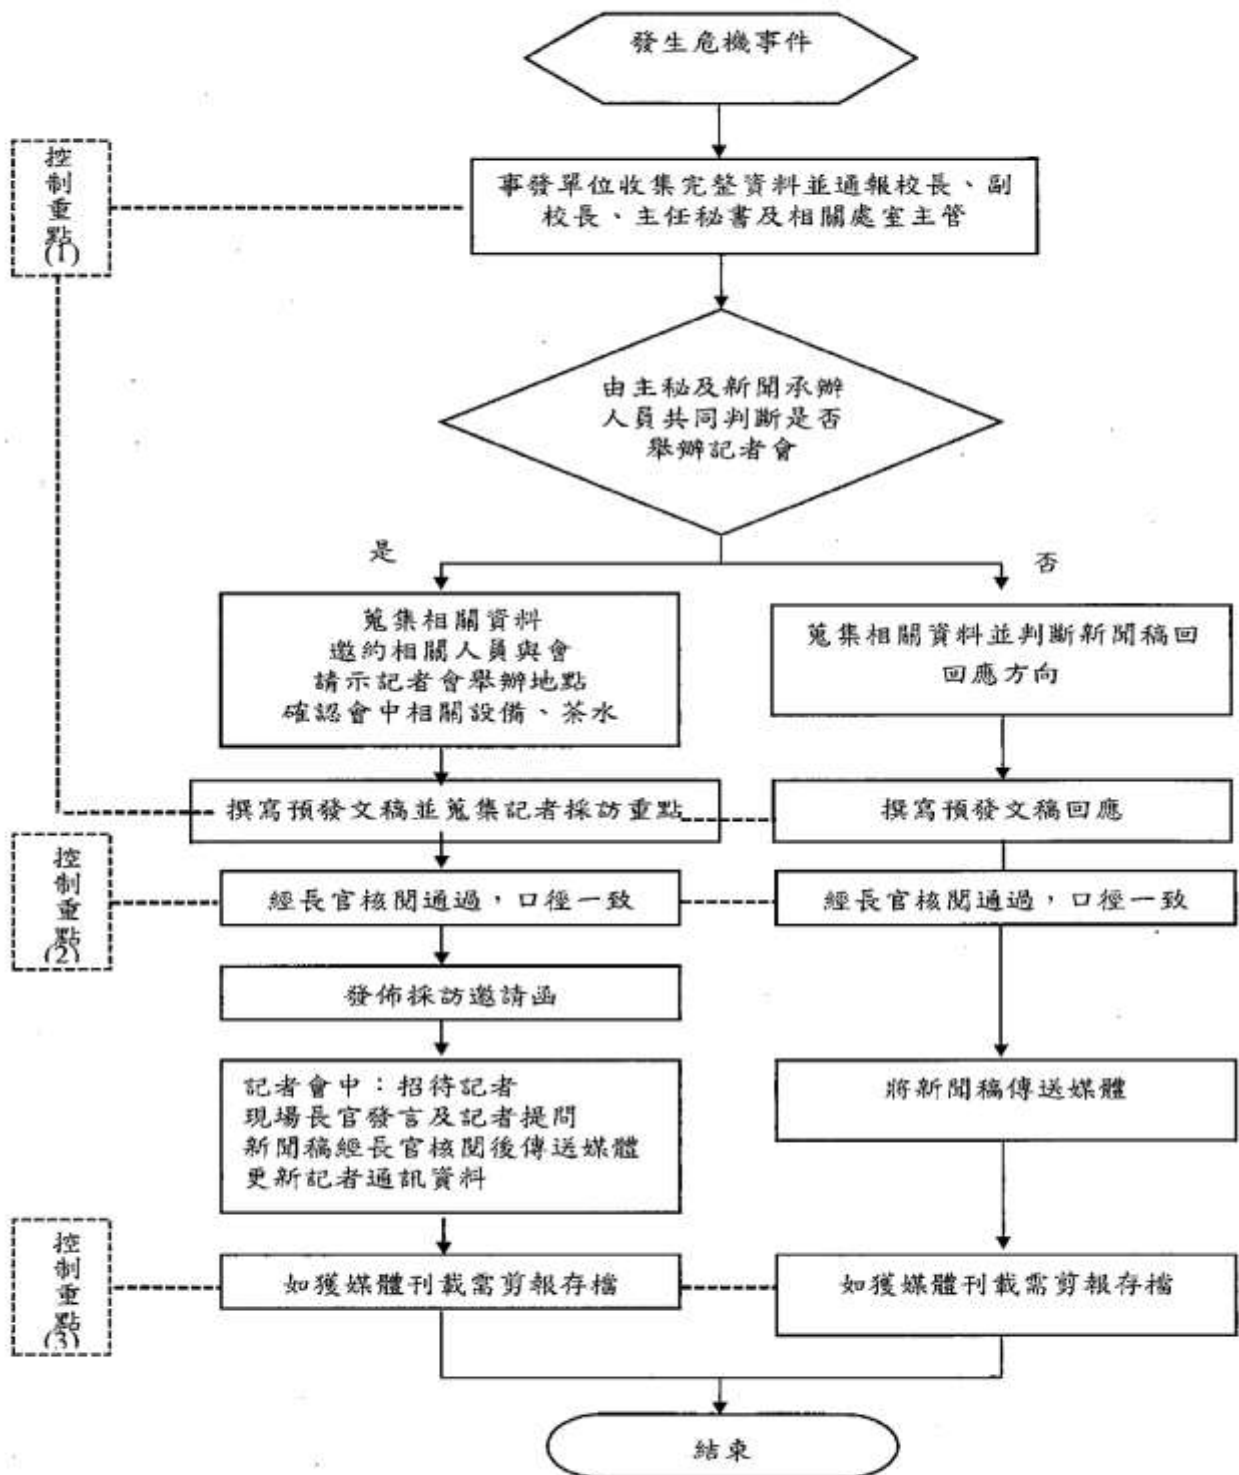 發生危機事件
控
制
重
點
(1)
事發單位收集完整資料並通報校長、副
校長、主任秘書及相關處室主管
由主秘及新聞承辦
人員共同判斷是否
舉辦記者會
是
否
蒐集相關資料
邀約相關人員與會
請示記者會舉辦地點
確認會中相關設備、茶水
蒐集相關資料並判斷新聞稿回
回應方向
撰寫預發文稿並蒐集記者採訪重點
撰寫預發文稿回應
控
制
重
點
(2)
經長官核閱通過，口徑一致
經長官核閱通過，口徑一致
發佈採訪邀請函
記者會中：招待記者
現場長官發言及記者提問
新聞稿經長官核閱後傳送媒體
更新記者通訊資料
將新聞稿傳送媒體
控
制
重
點
(3)
如獲媒體刊載需剪報存檔
如獲媒體刊載需剪報存檔
結束